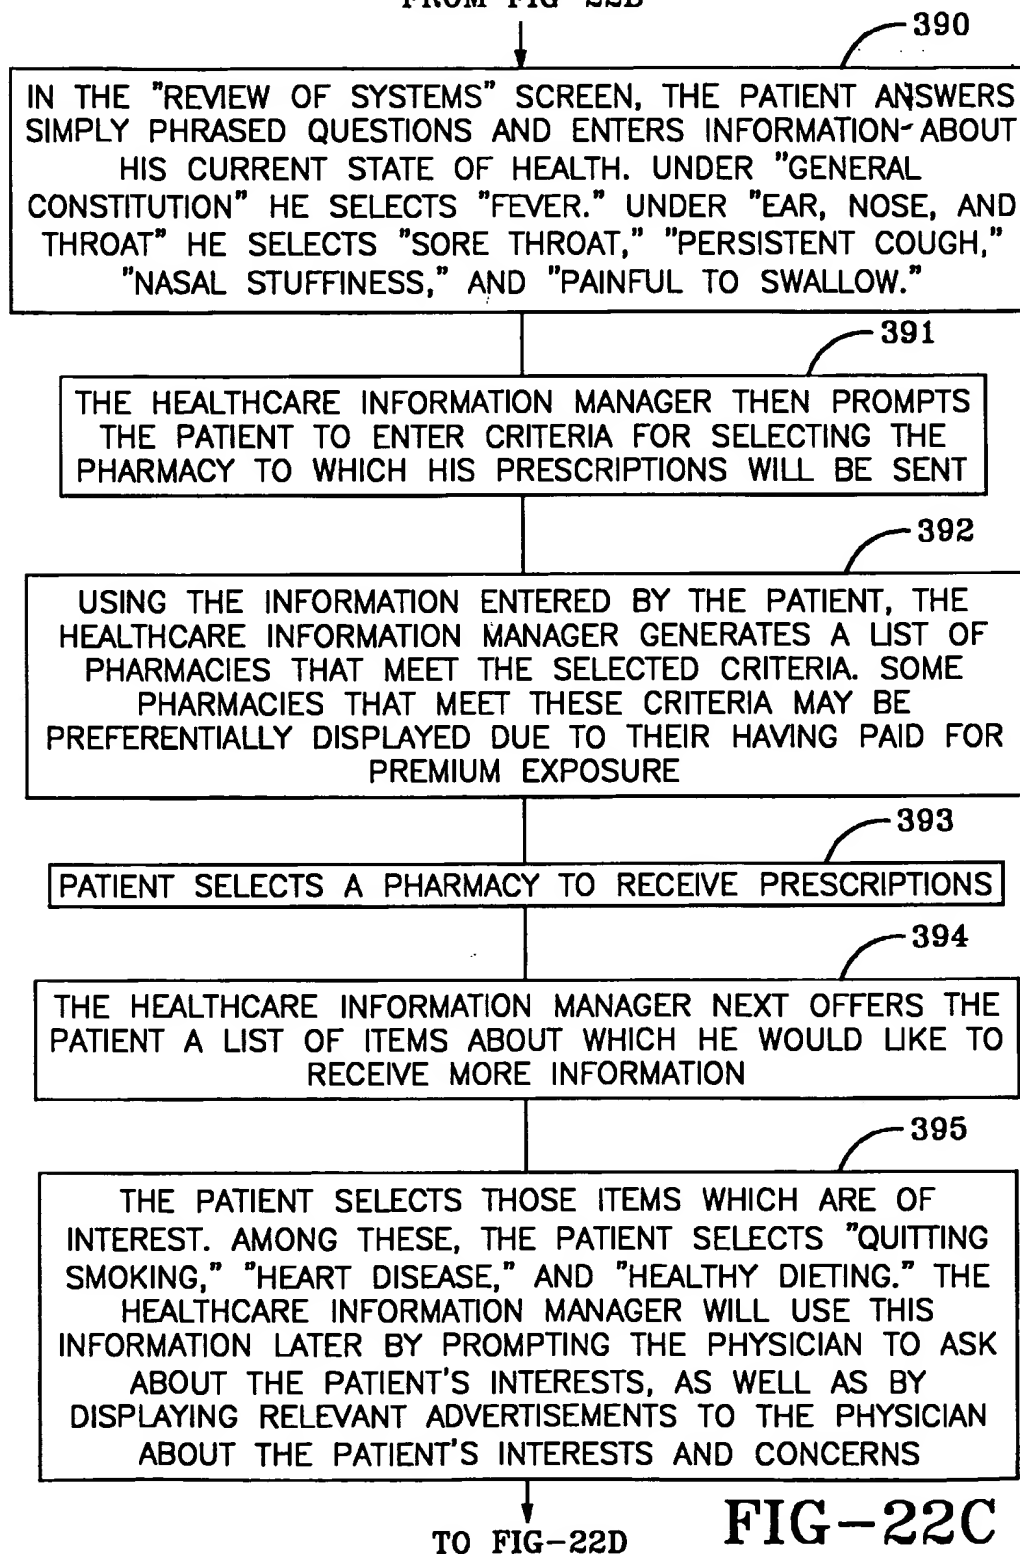 FROM FIG-22B
390
IN THE "REVIEW OF SYSTEMS" SCREEN, THE PATIENT ANSWERS
SIMPLY PHRASED QUESTIONS AND ENTERS INFORMATION ABOUT
HIS CURRENT STATE OF HEALTH. UNDER "GENERAL
CONSTITUTION" HE SELECTS "FEVER." UNDER "EAR, NOSE, AND
THROAT" HE SELECTS "SORE THROAT," "PERSISTENT COUGH,"
"NASAL STUFFINESS," AND "PAINFUL TO SWALLOW."
391
THE HEALTHCARE INFORMATION MANAGER THEN PROMPTS
THE PATIENT TO ENTER CRITERIA FOR SELECTING THE
PHARMACY TO WHICH HIS PRESCRIPTIONS WILL BE SENT
392
USING THE INFORMATION ENTERED BY THE PATIENT, THE
HEALTHCARE INFORMATION MANAGER GENERATES A LIST OF
PHARMACIES THAT MEET THE SELECTED CRITERIA. SOME
PHARMACIES THAT MEET THESE CRITERIA MAY BE
PREFERENTIALLY DISPLAYED DUE TO THEIR HAVING PAID FOR
PREMIUM EXPOSURE
393
PATIENT SELECTS A PHARMACY TO RECEIVE PRESCRIPTIONS
394
THE HEALTHCARE INFORMATION MANAGER NEXT OFFERS THE
PATIENT A LIST OF ITEMS ABOUT WHICH HE WOULD LIKE TO
RECEIVE MORE INFORMATION
395
THE PATIENT SELECTS THOSE ITEMS WHICH ARE OF
INTEREST. AMONG THESE, THE PATIENT SELECTS "QUITTING
SMOKING," "HEART DISEASE," AND "HEALTHY DIETING." THE
HEALTHCARE INFORMATION MANAGER WILL USE THIS
INFORMATION LATER BY PROMPTING THE PHYSICIAN TO ASK
ABOUT THE PATIENT'S INTERESTS, AS WELL AS BY
DISPLAYING RELEVANT ADVERTISEMENTS TO THE PHYSICIAN
ABOUT THE PATIENT'S INTERESTS AND CONCERNS
TO FIG-22D
FIG-22C